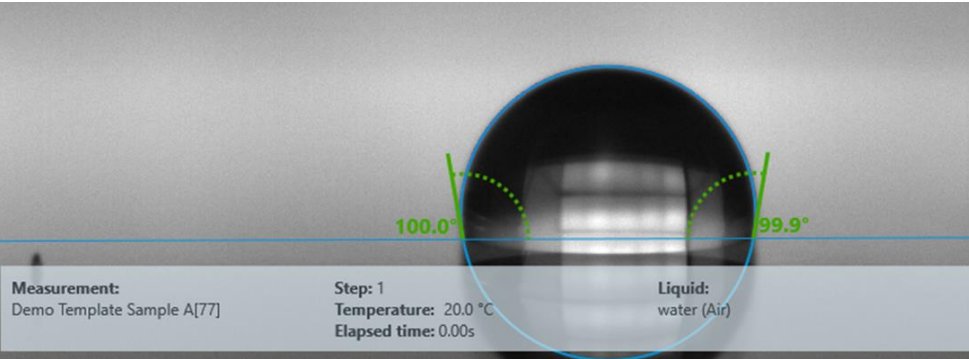 100.0°
99.9°
Measurement:
Demo Template Sample A[77]
Step: 1
Temperature: 20.0 °C
Elapsed time: 0.00s
Liquid:
water (Air)